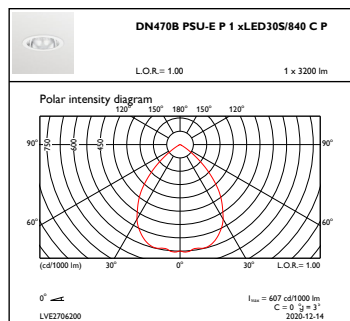 DN470B PSU-E P 1 xLED30S/840 C P
L.O.R.= 1.00 1 x 3200 lm
Polar intensity diagram
120° 150° 180° 150° 120°
90° 750 600 450 90°
60° 60°
(cd/1000 lm) 30° 0° 30° L.O.R.= 1.00
0° Imax = 607 cd/1000 lm
C = 0 °g = 3°
LVE2706200 2020-12-14